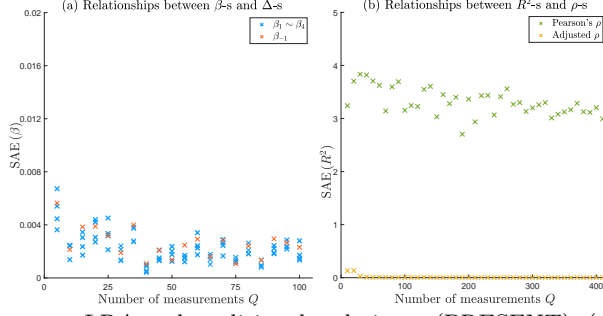 (a) Relationships between β-s and Δ-s
β₁ ∼ β₄
β₋₁
0.02
0.016
0.012
0.008
0.004
0
SAE (β)
0 25 50 75 100
Number of measurements Q
(b) Relationships between R²-s and ρ-s
Pearson's ρ
Adjusted ρ
5
4
3
2
1
0
SAE (R²)
0 100 200 300 400
Number of measurements Q